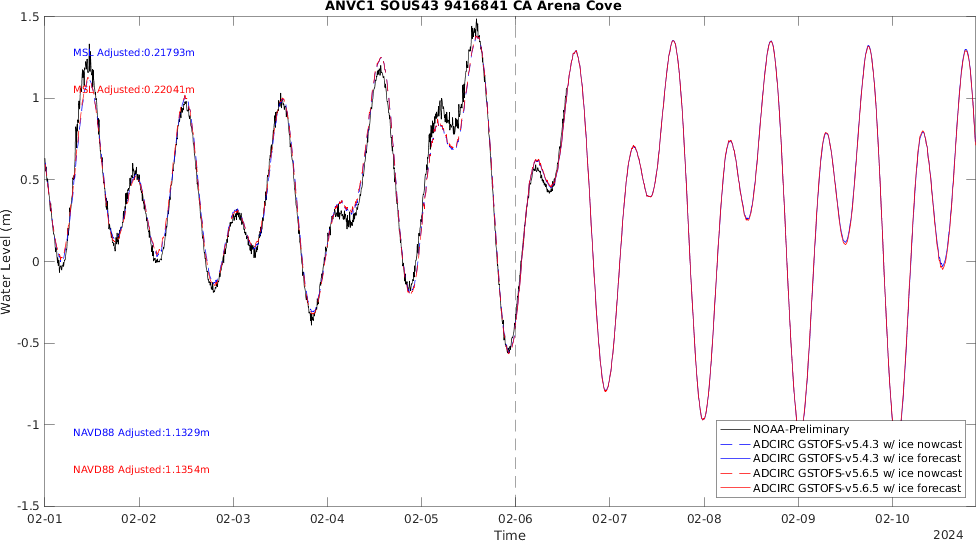 ANVC1 SOUS43 9416841 CA Arena Cove
1.5
MSL Adjusted:0.21793m
1
MSL Adjusted:0.22041m
0.5
Water Level (m)
0
-0.5
-1
NAVD88 Adjusted:1.1329m
NAVD88 Adjusted:1.1354m
-1.5
NOAA-Preliminary
ADCIRC GSTOFS-v5.4.3 w/ ice nowcast
ADCIRC GSTOFS-v5.4.3 w/ ice forecast
ADCIRC GSTOFS-v5.6.5 w/ ice nowcast
ADCIRC GSTOFS-v5.6.5 w/ ice forecast
02-01 02-02 02-03 02-04 02-05 02-06 02-07 02-08 02-09 02-10
Time
2024